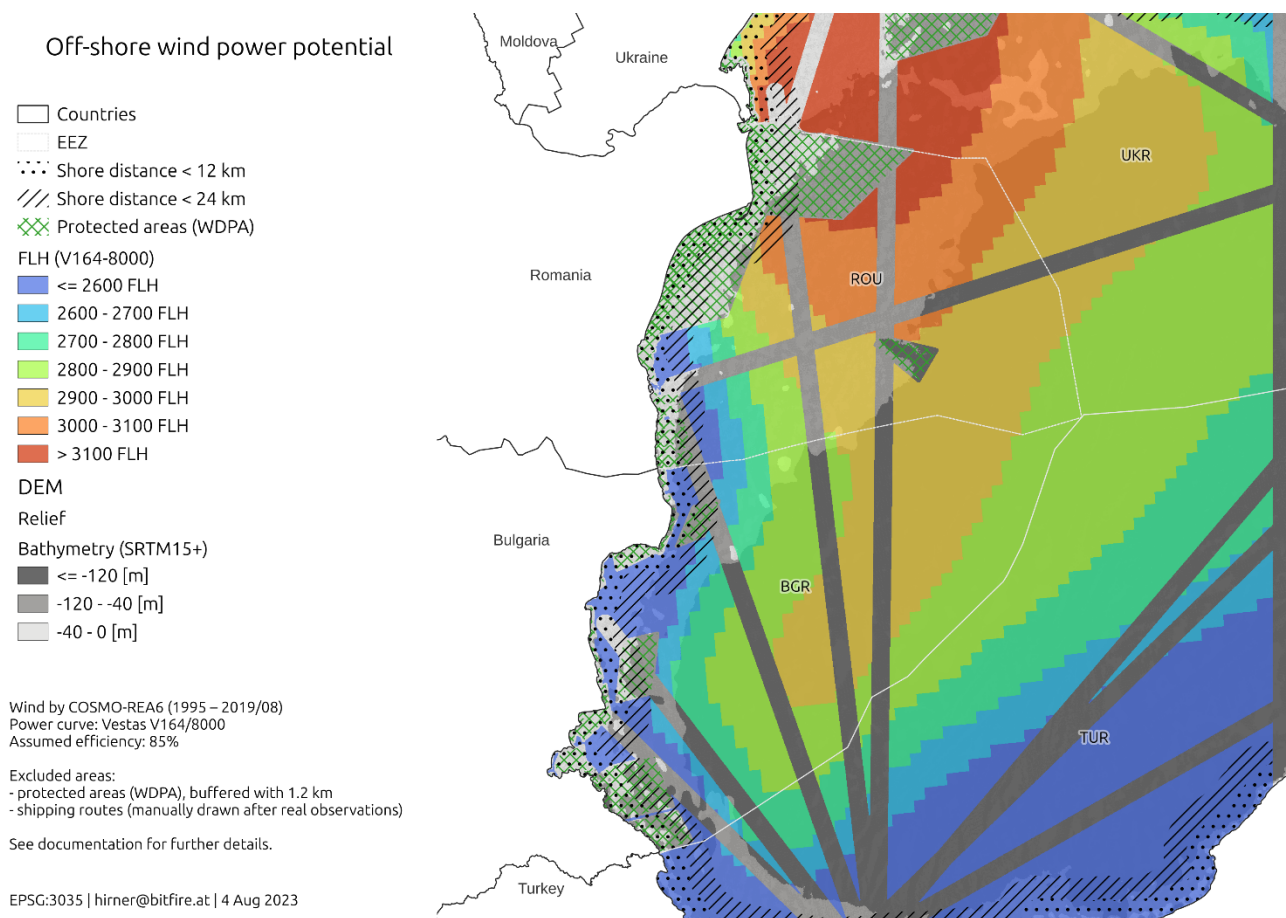 Off-shore wind power potential
Countries
EEZ
Shore distance < 12 km
Shore distance < 24 km
Protected areas (WDPA)
FLH (V164-8000)
<= 2600 FLH
2600 - 2700 FLH
2700 - 2800 FLH
2800 - 2900 FLH
2900 - 3000 FLH
3000 - 3100 FLH
> 3100 FLH
DEM
Relief
Bathymetry (SRTM15+)
<= -120 [m]
-120 - -40 [m]
-40 - 0 [m]
Wind by COSMO-REA6 (1995 – 2019/08)
Power curve: Vestas V164/8000
Assumed efficiency: 85%
Excluded areas:
- protected areas (WDPA), buffered with 1.2 km
- shipping routes (manually drawn after real observations)
See documentation for further details.
EPSG:3035 | hirner@bitfire.at | 4 Aug 2023
Moldova
Ukraine
UKR
Romania
ROU
Bulgaria
BGR
TUR
Turkey